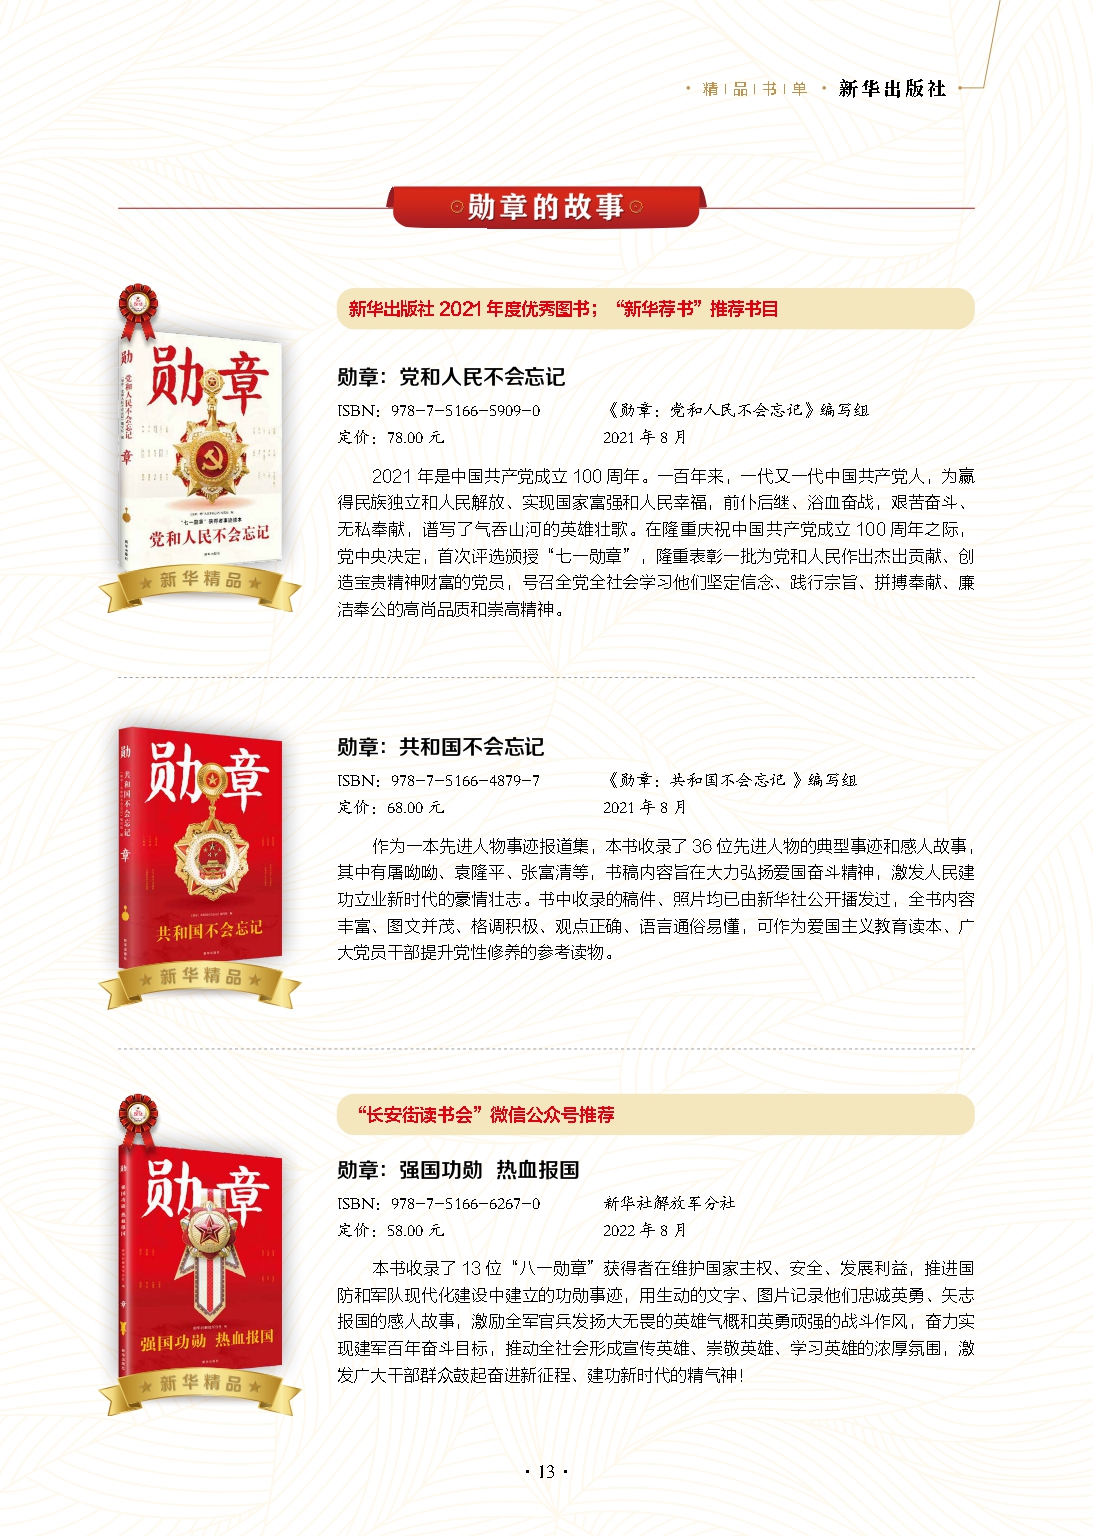 · 精 | 品 | 书 | 单 · 新华出版社
勋章的故事
新华出版社 2021 年度优秀图书；“新华荐书”推荐书目
勋章
党和人民不会忘记
章
勋
章
“七一勋章”获得者事迹读本
党和人民不会忘记
新华精品
勋章：党和人民不会忘记
ISBN：978-7-5166-5909-0 《勋章：党和人民不会忘记》编写组
定价：78.00 元 2021 年 8 月
2021 年是中国共产党成立 100 周年。一百年来，一代又一代中国共产党人，为赢
得民族独立和人民解放、实现国家富强和人民幸福，前仆后继、浴血奋战，艰苦奋斗、
无私奉献，谱写了气吞山河的英雄壮歌。在隆重庆祝中国共产党成立 100 周年之际，
党中央决定，首次评选颁授“七一勋章”，隆重表彰一批为党和人民作出杰出贡献、创
造宝贵精神财富的党员，号召全党全社会学习他们坚定信念、践行宗旨、拼搏奉献、廉
洁奉公的高尚品质和崇高精神。
勋章
共和国不会忘记
勋
章
共和国不会忘记
新华精品
勋章：共和国不会忘记
ISBN：978-7-5166-4879-7 《勋章：共和国不会忘记 》编写组
定价：68.00 元 2021 年 8 月
作为一本先进人物事迹报道集，本书收录了 36 位先进人物的典型事迹和感人故事，
其中有屠呦呦、袁隆平、张富清等，书稿内容旨在大力弘扬爱国奋斗精神，激发人民建
功立业新时代的豪情壮志。书中收录的稿件、照片均已由新华社公开播发过，全书内容
丰富、图文并茂、格调积极、观点正确、语言通俗易懂，可作为爱国主义教育读本、广
大党员干部提升党性修养的参考读物。
“长安街读书会”微信公众号推荐
勋章
强国功勋 热血报国
勋
章
强国功勋 热血报国
新华精品
勋章：强国功勋 热血报国
ISBN：978-7-5166-6267-0 新华社解放军分社
定价：58.00 元 2022 年 8 月
本书收录了 13 位“八一勋章”获得者在维护国家主权、安全、发展利益，推进国
防和军队现代化建设中建立的功勋事迹，用生动的文字、图片记录他们忠诚英勇、矢志
报国的感人故事，激励全军官兵发扬大无畏的英雄气概和英勇顽强的战斗作风，奋力实
现建军百年奋斗目标，推动全社会形成宣传英雄、崇敬英雄、学习英雄的浓厚氛围，激
发广大干部群众鼓起奋进新征程、建功新时代的精气神！
· 13 ·